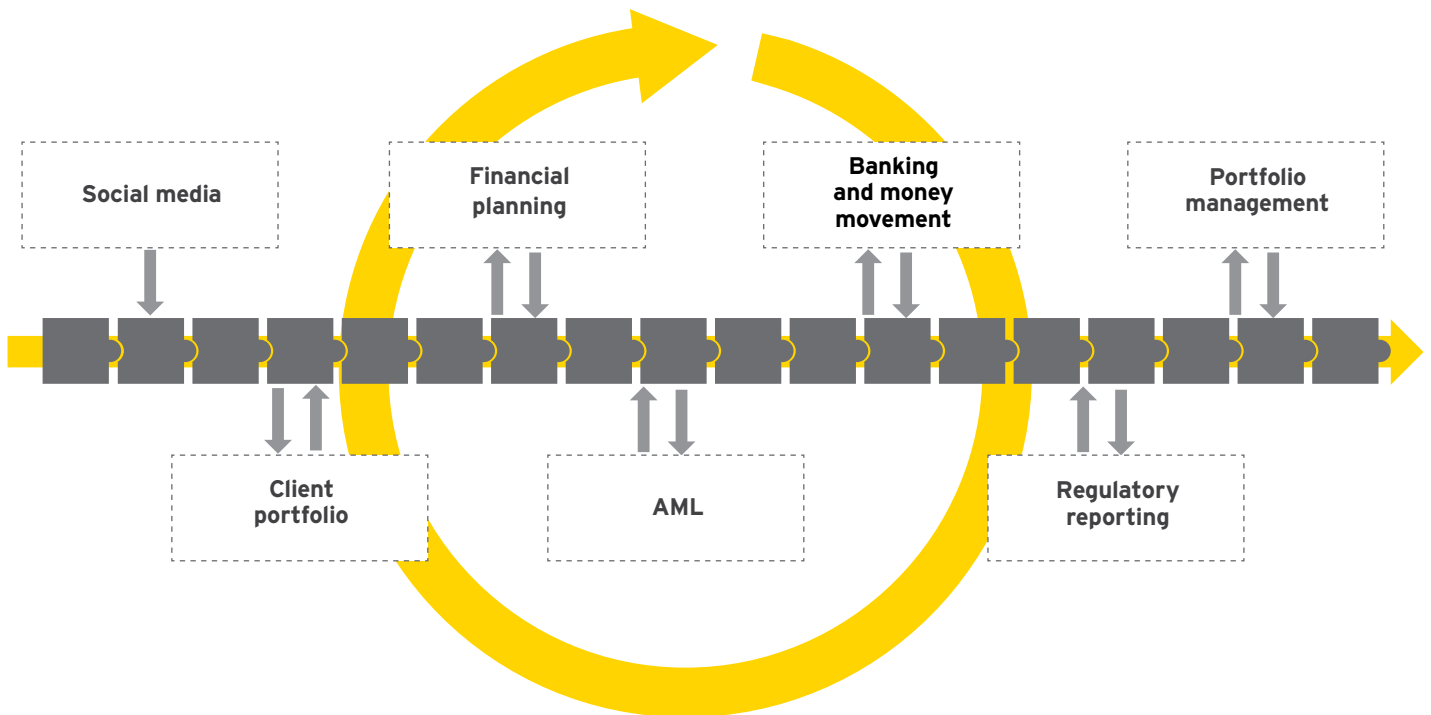 Social media
Financial
planning
Banking
and money
movement
Portfolio
management
Client
portfolio
AML
Regulatory
reporting